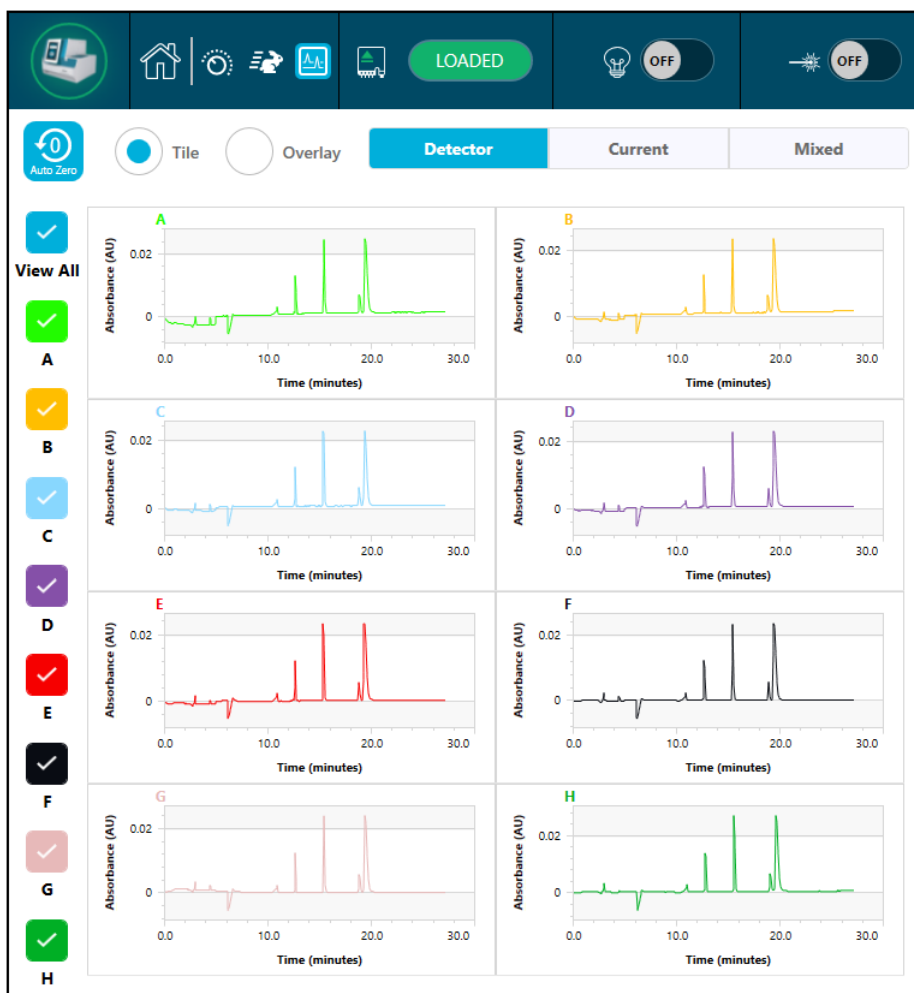 LOADED
OFF
OFF
0
Auto Zero
Tile
Overlay
Detector
Current
Mixed
View All
A
B
C
D
E
F
G
H
A
Absorbance (AU)
0.02
0
0.0 10.0 20.0 30.0
Time (minutes)
B
Absorbance (AU)
0.02
0
0.0 10.0 20.0 30.0
Time (minutes)
C
Absorbance (AU)
0.02
0
0.0 10.0 20.0 30.0
Time (minutes)
D
Absorbance (AU)
0.02
0
0.0 10.0 20.0 30.0
Time (minutes)
E
Absorbance (AU)
0.02
0
0.0 10.0 20.0 30.0
Time (minutes)
F
Absorbance (AU)
0.02
0
0.0 10.0 20.0 30.0
Time (minutes)
G
Absorbance (AU)
0.02
0
0.0 10.0 20.0 30.0
Time (minutes)
H
Absorbance (AU)
0.02
0
0.0 10.0 20.0 30.0
Time (minutes)